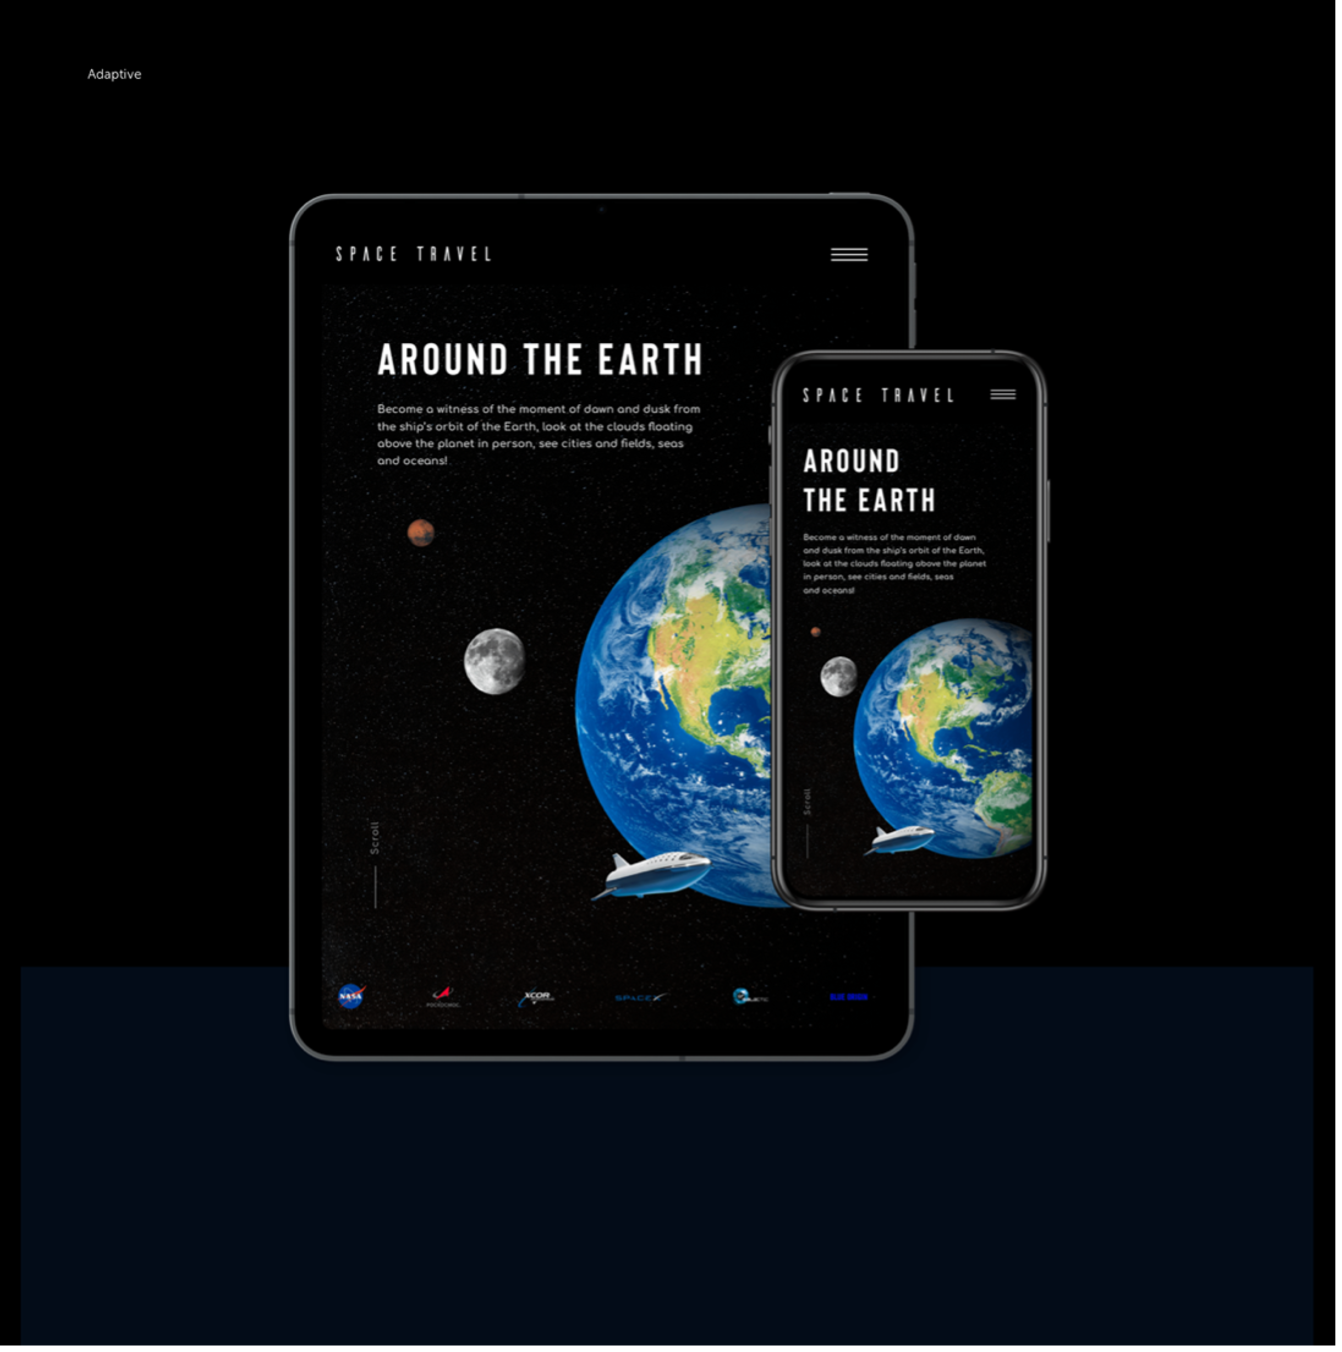 Adaptive
SPACE TRAVEL
AROUND THE EARTH
Become a witness of the moment of dawn and dusk from
the ship's orbit of the Earth, look at the clouds floating
above the planet in person, see cities and fields, seas
and oceans!
Scroll
NASA
XCOR
SPACEX
BLUE ORIGIN
SPACE TRAVEL
AROUND
THE EARTH
Become a witness of the moment of dawn
and dusk from the ship's orbit of the Earth,
look at the clouds floating above the planet
in person, see cities and fields, seas
and oceans!
Scroll